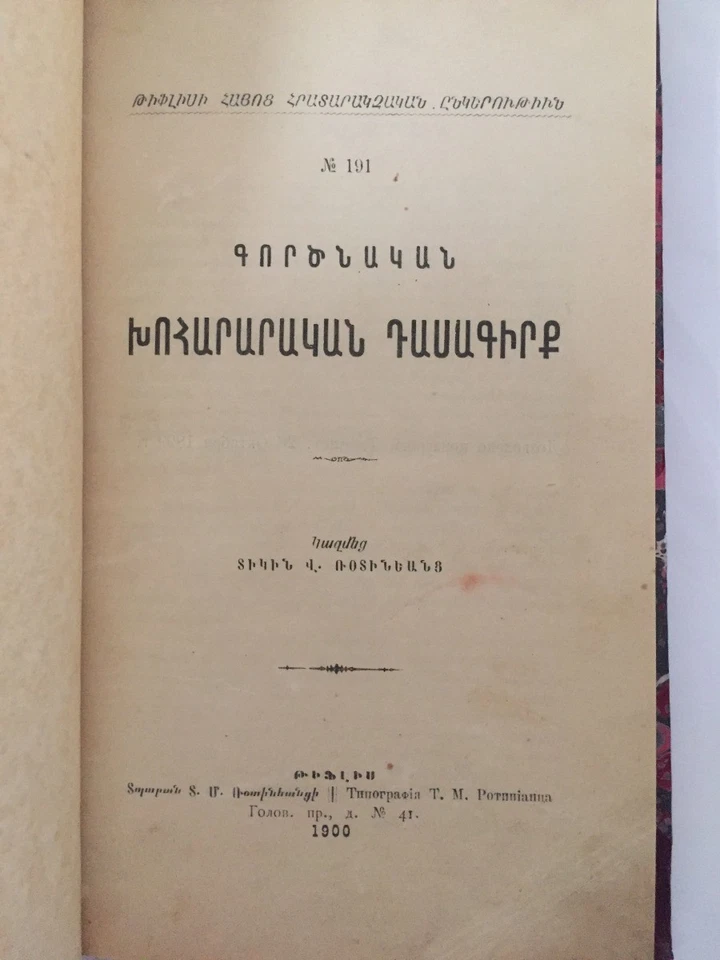 ԹԻՖԼԻՍԻ ՀԱՅՈՑ ՀՐԱՏԱՐԱԿՉԱԿԱՆ ԸՆԿԵՐՈՒԹԻՒՆ
№ 191
ԳՈՐԾՆԱԿԱՆ
ԽՈՀԱՐԱՐԱԿԱՆ ԴԱՍԱԳԻՐՔ
Կազմեց
ՏԻԿԻՆ Վ. ՌՕՏԻՆԵԱՆՑ
ԹԻՖԼԻՍ
Տպարան Տ. Մ. Ռօտինեանցի || Типографія Т. М. Ротиніанца
Голов. пр., д. № 41.
1900